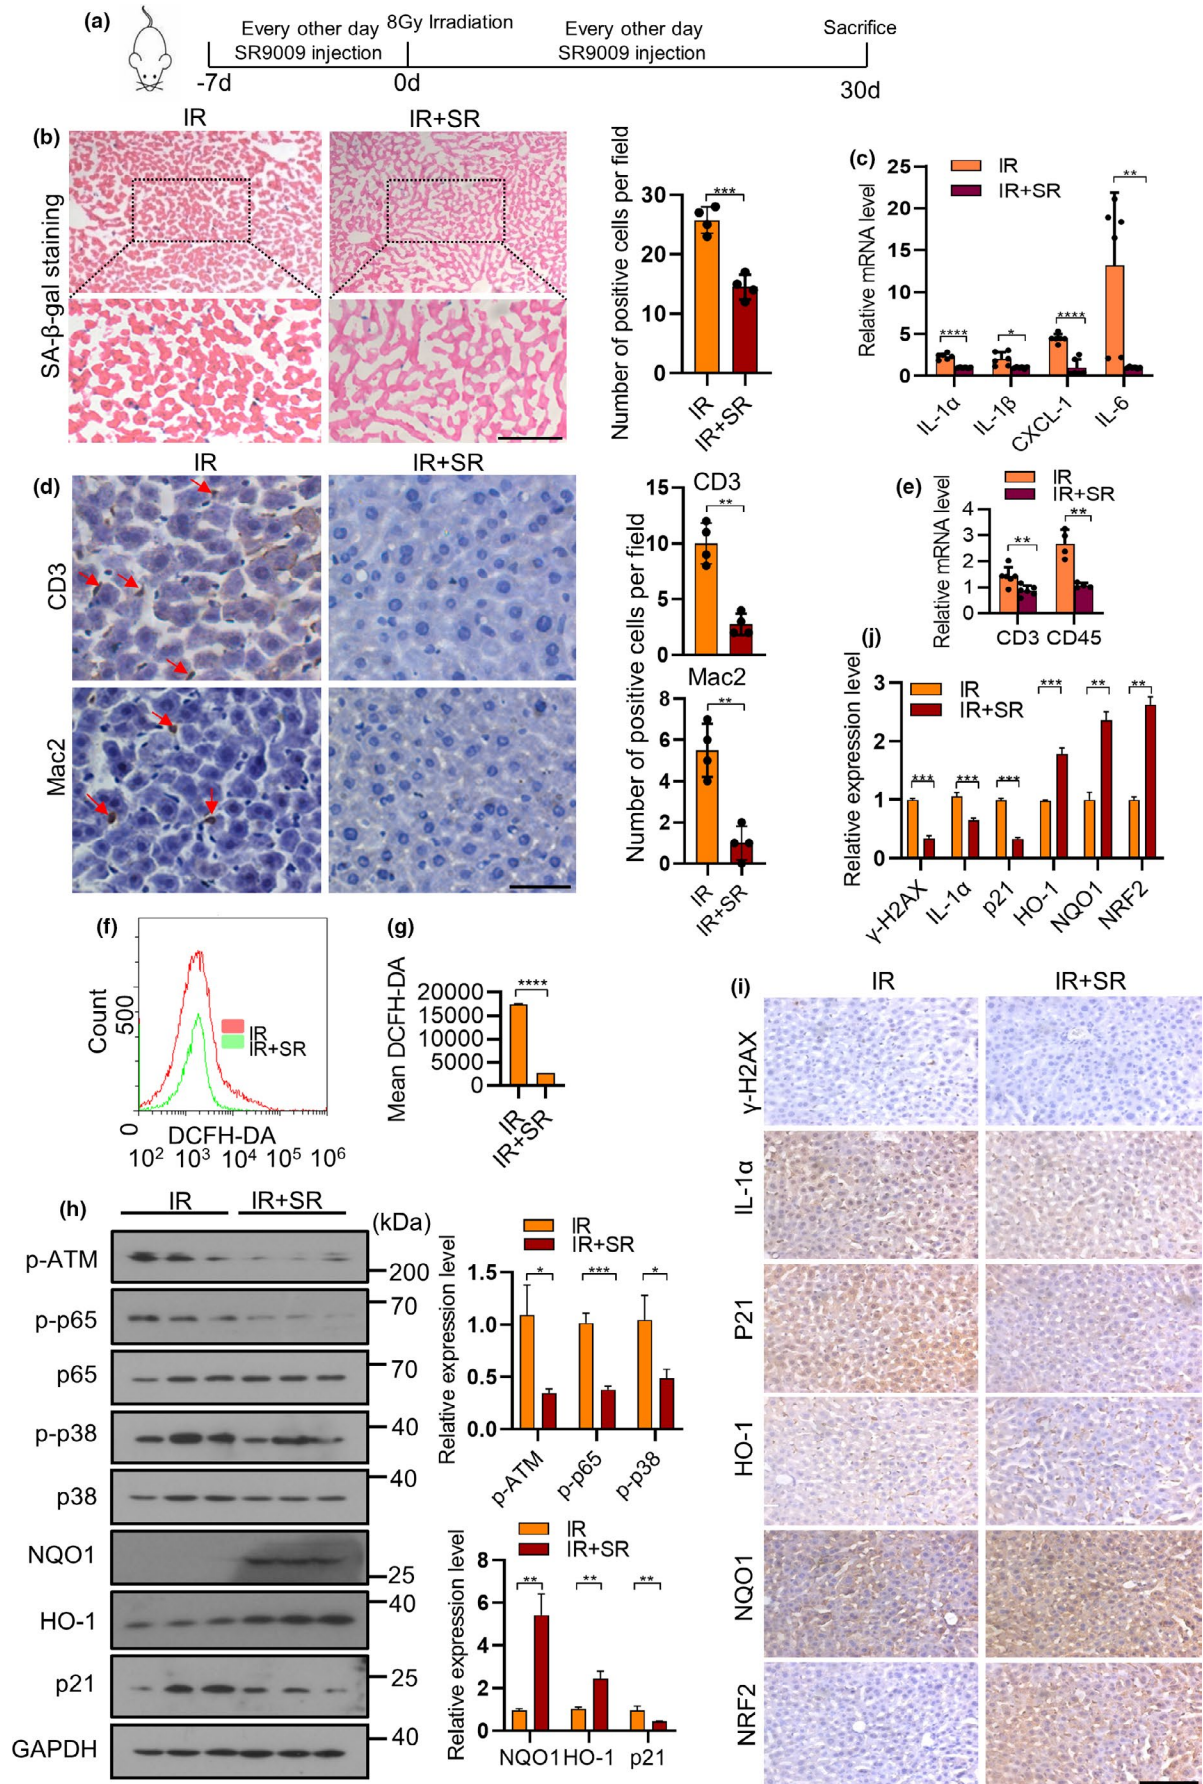 (a)
Every other day
SR9009 injection
8Gy Irradiation
Every other day
SR9009 injection
Sacrifice
-7d
0d
30d
(b)
IR
IR+SR
SA-β-gal staining
Number of positive cells per field
30
20
10
0
***
IR
IR+SR
(c)
IR
IR+SR
Relative mRNA level
25
20
15
10
5
0
****
*
****
**
IL-1α
IL-1β
CXCL-1
IL-6
(d)
IR
IR+SR
CD3
Mac2
Number of positive cells per field
CD3
15
10
5
0
**
Mac2
8
6
4
2
0
**
IR
IR+SR
(e)
IR
IR+SR
Relative mRNA level
4
3
2
1
0
**
**
CD3
CD45
(j)
IR
IR+SR
Relative expression level
3
2
1
0
***
***
***
***
**
**
γ-H2AX
IL-1α
p21
HO-1
NQO1
NRF2
(f)
Count
500
0
IR
IR+SR
DCFH-DA
10² 10³ 10⁴ 10⁵ 10⁶
(g)
Mean DCFH-DA
20000
15000
10000
5000
0
****
IR
IR+SR
(h)
IR
IR+SR
(kDa)
p-ATM
200
p-p65
70
p65
70
p-p38
40
p38
40
NQO1
25
HO-1
40
p21
25
GAPDH
40
IR
IR+SR
Relative expression level
1.5
1.0
0.5
0.0
*
***
*
p-ATM
p-p65
p-p38
IR
IR+SR
Relative expression level
8
6
4
2
0
**
**
**
NQO1
HO-1
p21
(i)
IR
IR+SR
γ-H2AX
IL-1α
P21
HO-1
NQO1
NRF2